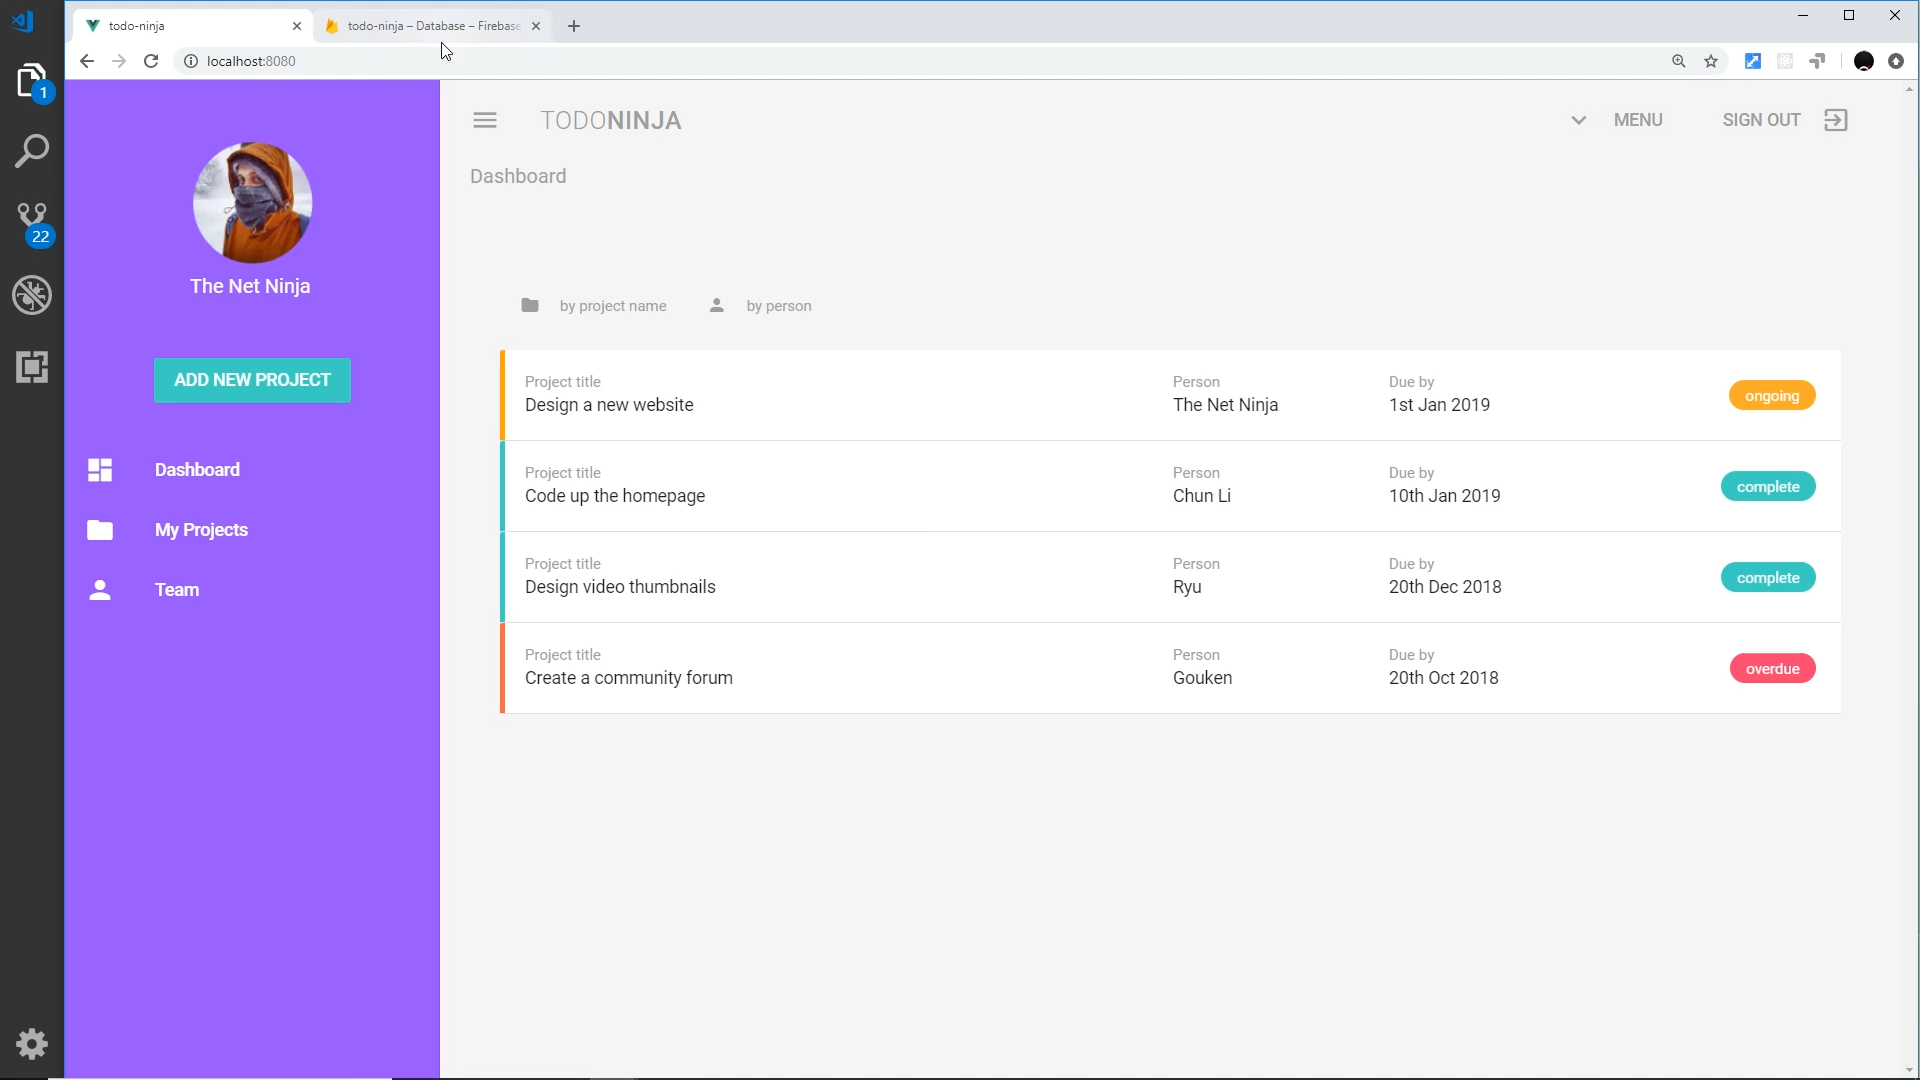 todo-ninja
todo-ninja – Database – Firebase
localhost:8080
1
22
The Net Ninja
ADD NEW PROJECT
Dashboard
My Projects
Team
TODONINJA
MENU
SIGN OUT
Dashboard
by project name
by person
Project title
Design a new website
Person
The Net Ninja
Due by
1st Jan 2019
ongoing
Project title
Code up the homepage
Person
Chun Li
Due by
10th Jan 2019
complete
Project title
Design video thumbnails
Person
Ryu
Due by
20th Dec 2018
complete
Project title
Create a community forum
Person
Gouken
Due by
20th Oct 2018
overdue